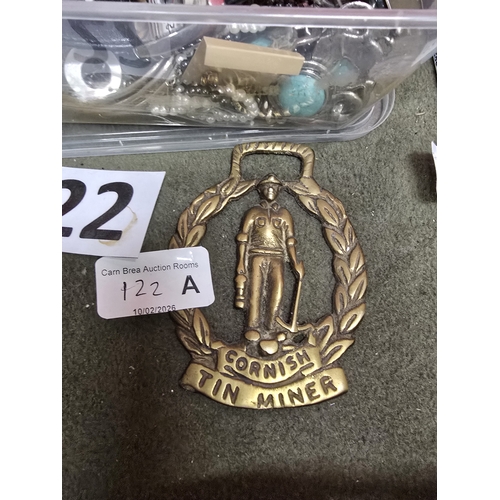 22
Carn Brea Auction Rooms
122 A
10/02/2026
CORNISH
TIN MINER